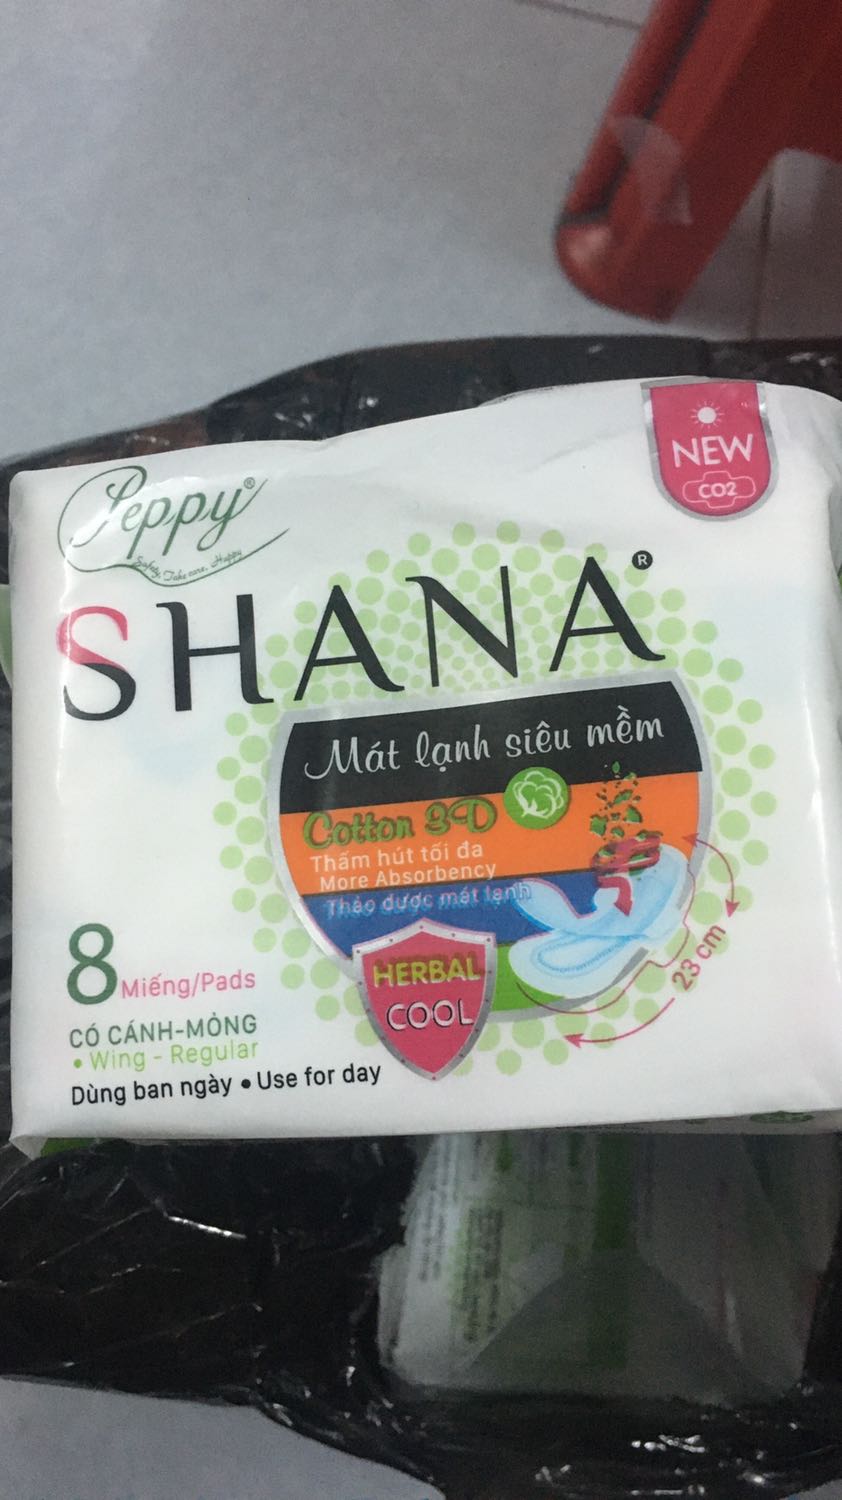 NEW
CO2
Peppy®
Safety, Take care, Happy
SHANA®
Mát lạnh siêu mềm
Cotton 3D
Thấm hút tối đa
More Absorbency
Thảo dược mát lạnh
HERBAL
COOL
23 cm
8 Miếng/Pads
CÓ CÁNH-MỎNG
• Wing - Regular
Dùng ban ngày • Use for day